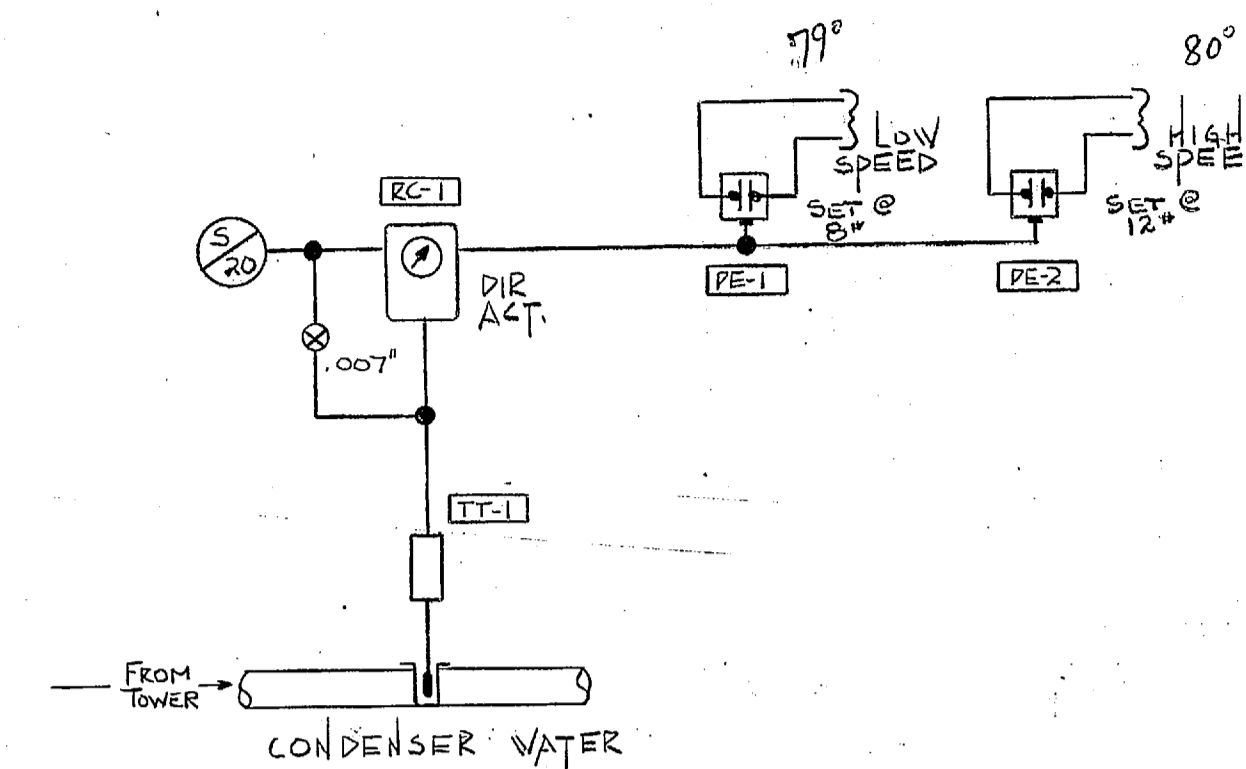 79°
80°
LOW
SPEED
SET @
8#
HIGH
SPEE
SET @
12#
RC-1
S
20
DIR
ACT.
PE-1
PE-2
.007"
TT-1
FROM
TOWER
CONDENSER WATER